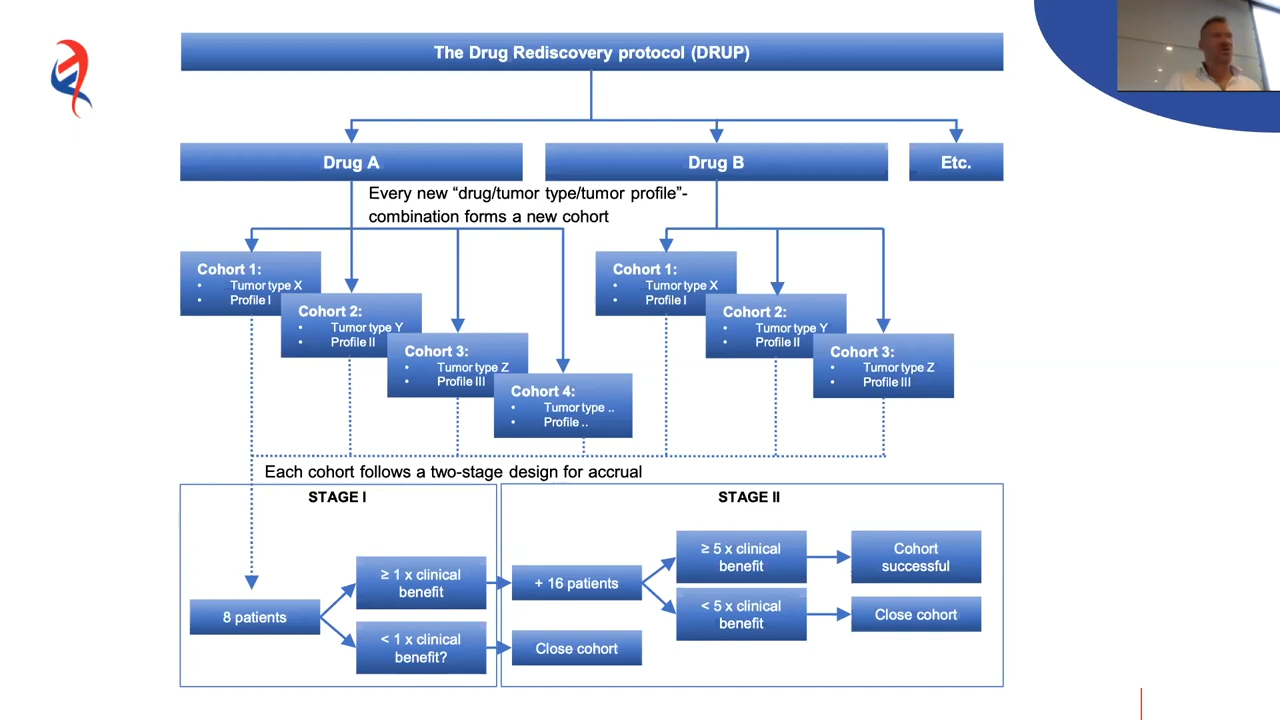 The Drug Rediscovery protocol (DRUP)
Drug A
Drug B
Etc.
Every new “drug/tumor type/tumor profile”-
combination forms a new cohort
Cohort 1:
• Tumor type X
• Profile I
Cohort 2:
• Tumor type Y
• Profile II
Cohort 3:
• Tumor type Z
• Profile III
Cohort 4:
• Tumor type ..
• Profile ..
Cohort 1:
• Tumor type X
• Profile I
Cohort 2:
• Tumor type Y
• Profile II
Cohort 3:
• Tumor type Z
• Profile III
Each cohort follows a two-stage design for accrual
STAGE I
8 patients
≥ 1 x clinical
benefit
< 1 x clinical
benefit?
STAGE II
+ 16 patients
Close cohort
≥ 5 x clinical
benefit
< 5 x clinical
benefit
Cohort
successful
Close cohort